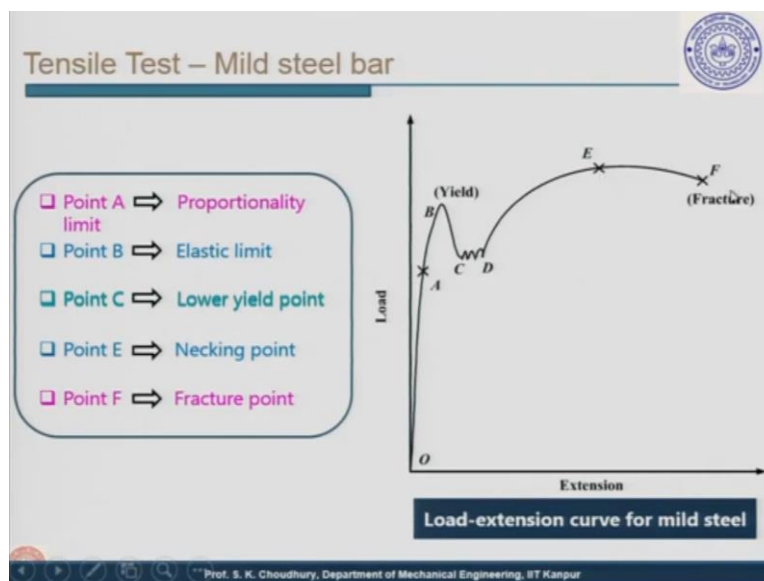 Tensile Test – Mild steel bar
Point A ⇨ Proportionality
limit
Point B ⇨ Elastic limit
Point C ⇨ Lower yield point
Point E ⇨ Necking point
Point F ⇨ Fracture point
E
F
(Fracture)
(Yield)
B
C
D
A
Load
O
Extension
Load-extension curve for mild steel
Prof. S. K. Choudhury, Department of Mechanical Engineering, IIT Kanpur